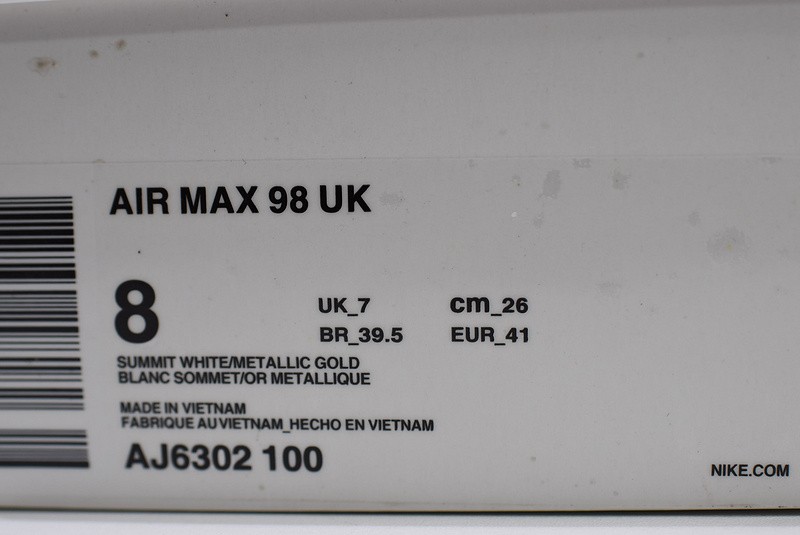 AIR MAX 98 UK
8
UK_7 cm_26
BR_39.5 EUR_41
SUMMIT WHITE/METALLIC GOLD
BLANC SOMMET/OR METALLIQUE
MADE IN VIETNAM
FABRIQUE AU VIETNAM_HECHO EN VIETNAM
AJ6302 100
NIKE.COM